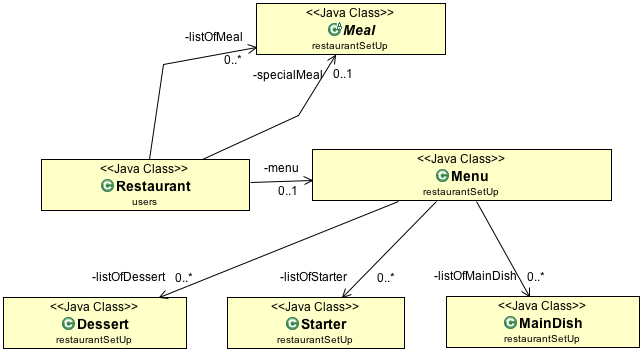 <<Java Class>>
Meal
restaurantSetUp
-listOfMeal
0..*
-specialMeal
0..1
<<Java Class>>
Restaurant
users
-menu
0..1
<<Java Class>>
Menu
restaurantSetUp
-listOfDessert
0..*
-listOfStarter
0..*
-listOfMainDish
0..*
<<Java Class>>
Dessert
restaurantSetUp
<<Java Class>>
Starter
restaurantSetUp
<<Java Class>>
MainDish
restaurantSetUp